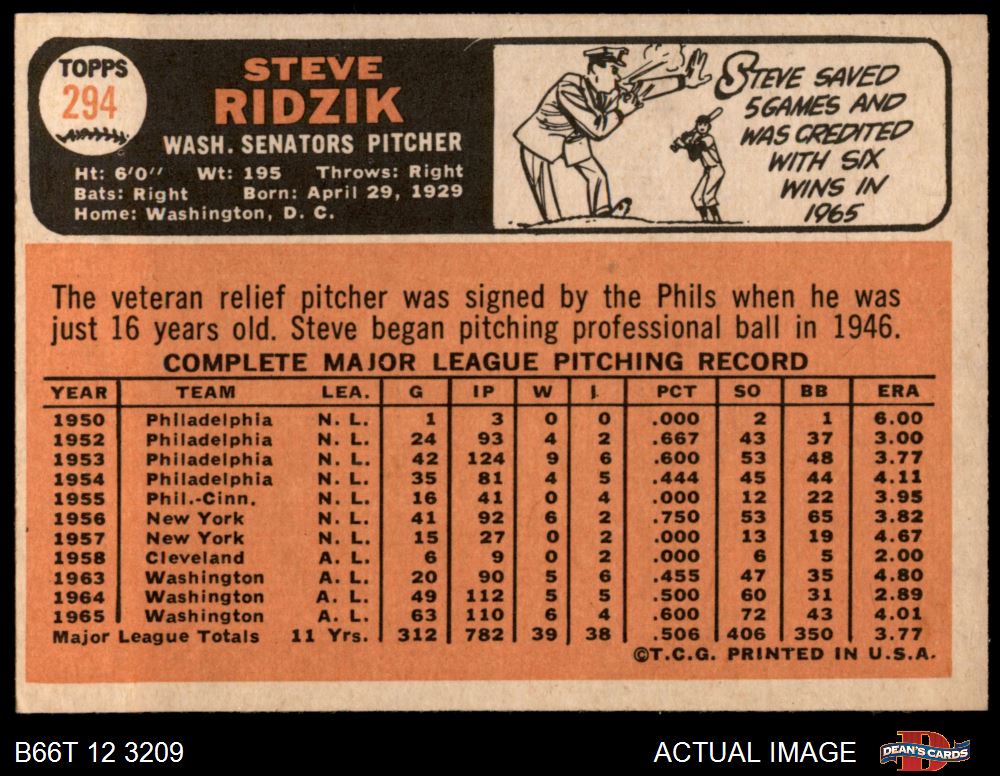 TOPPS
294
STEVE
RIDZIK
WASH. SENATORS PITCHER
Ht: 6'0'' Wt: 195 Throws: Right
Bats: Right Born: April 29, 1929
Home: Washington, D. C.
STEVE SAVED
5 GAMES AND
WAS CREDITED
WITH SIX
WINS IN
1965
The veteran relief pitcher was signed by the Phils when he was
just 16 years old. Steve began pitching professional ball in 1946.
COMPLETE MAJOR LEAGUE PITCHING RECORD
YEAR TEAM LEA. G IP W L PCT SO BB ERA
1950 Philadelphia N. L. 1 3 0 0 .000 2 1 6.00
1952 Philadelphia N. L. 24 93 4 2 .667 43 37 3.00
1953 Philadelphia N. L. 42 124 9 6 .600 53 48 3.77
1954 Philadelphia N. L. 35 81 4 5 .444 45 44 4.11
1955 Phil.-Cinn. N. L. 16 41 0 4 .000 12 22 3.95
1956 New York N. L. 41 92 6 2 .750 53 65 3.82
1957 New York N. L. 15 27 0 2 .000 13 19 4.67
1958 Cleveland A. L. 6 9 0 2 .000 6 5 2.00
1963 Washington A. L. 20 90 5 6 .455 47 35 4.80
1964 Washington A. L. 49 112 5 5 .500 60 31 2.89
1965 Washington A. L. 63 110 6 4 .600 72 43 4.01
Major League Totals 11 Yrs. 312 782 39 38 .506 406 350 3.77
©T.C.G. PRINTED IN U.S.A.
B66T 12 3209
ACTUAL IMAGE
DEAN'S CARDS